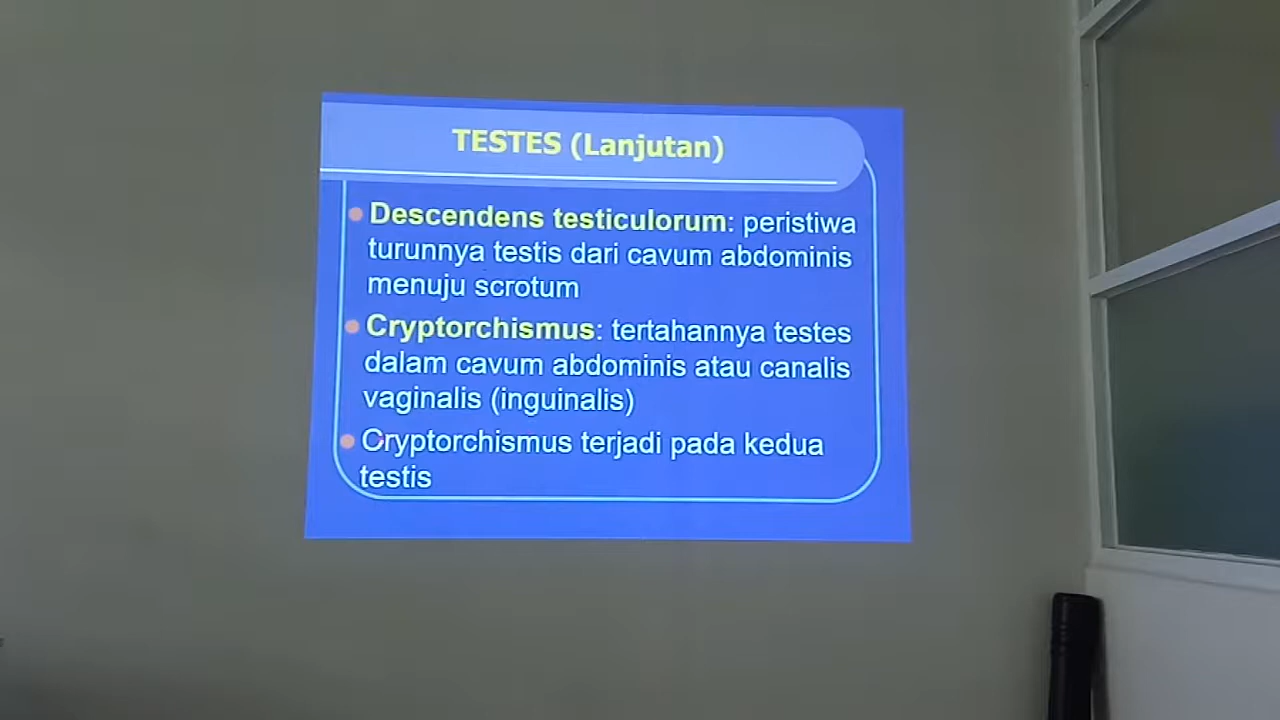 TESTES (Lanjutan)
Descendens testiculorum: peristiwa
turunnya testis dari cavum abdominis
menuju scrotum
Cryptorchismus: tertahannya testes
dalam cavum abdominis atau canalis
vaginalis (inguinalis)
Cryptorchismus terjadi pada kedua
testis